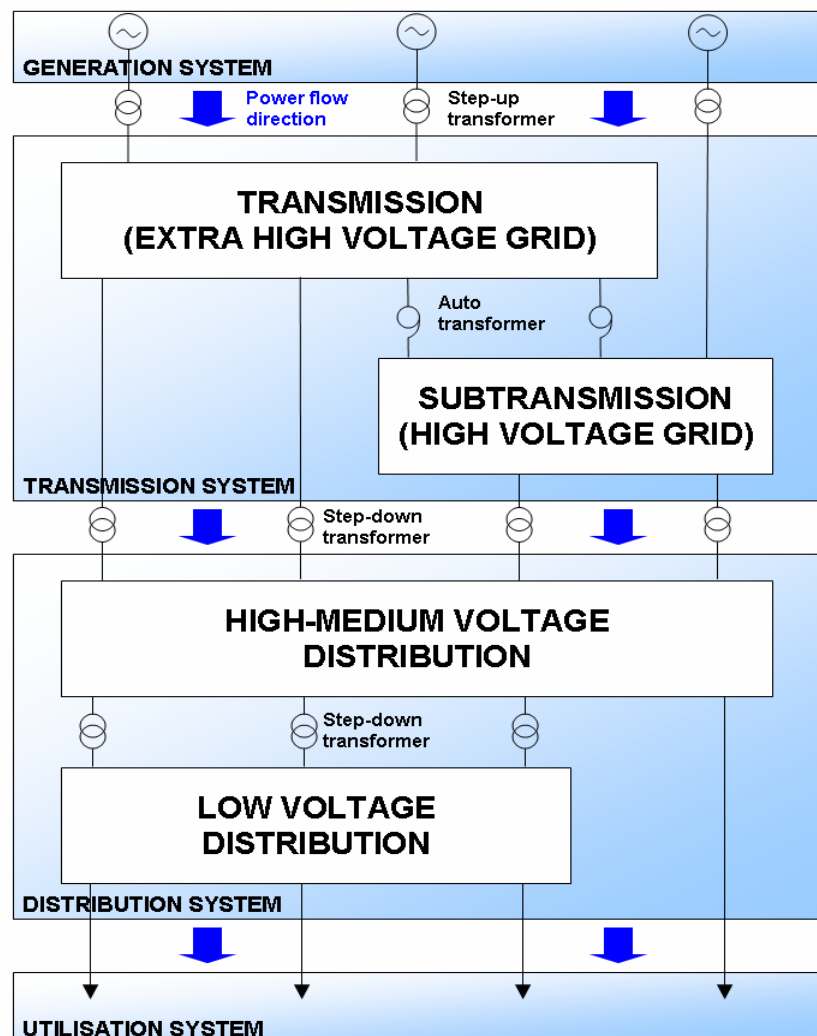 GENERATION SYSTEM
Power flow
direction
Step-up
transformer
TRANSMISSION
(EXTRA HIGH VOLTAGE GRID)
Auto
transformer
SUBTRANSMISSION
(HIGH VOLTAGE GRID)
TRANSMISSION SYSTEM
Step-down
transformer
HIGH-MEDIUM VOLTAGE
DISTRIBUTION
Step-down
transformer
LOW VOLTAGE
DISTRIBUTION
DISTRIBUTION SYSTEM
UTILISATION SYSTEM